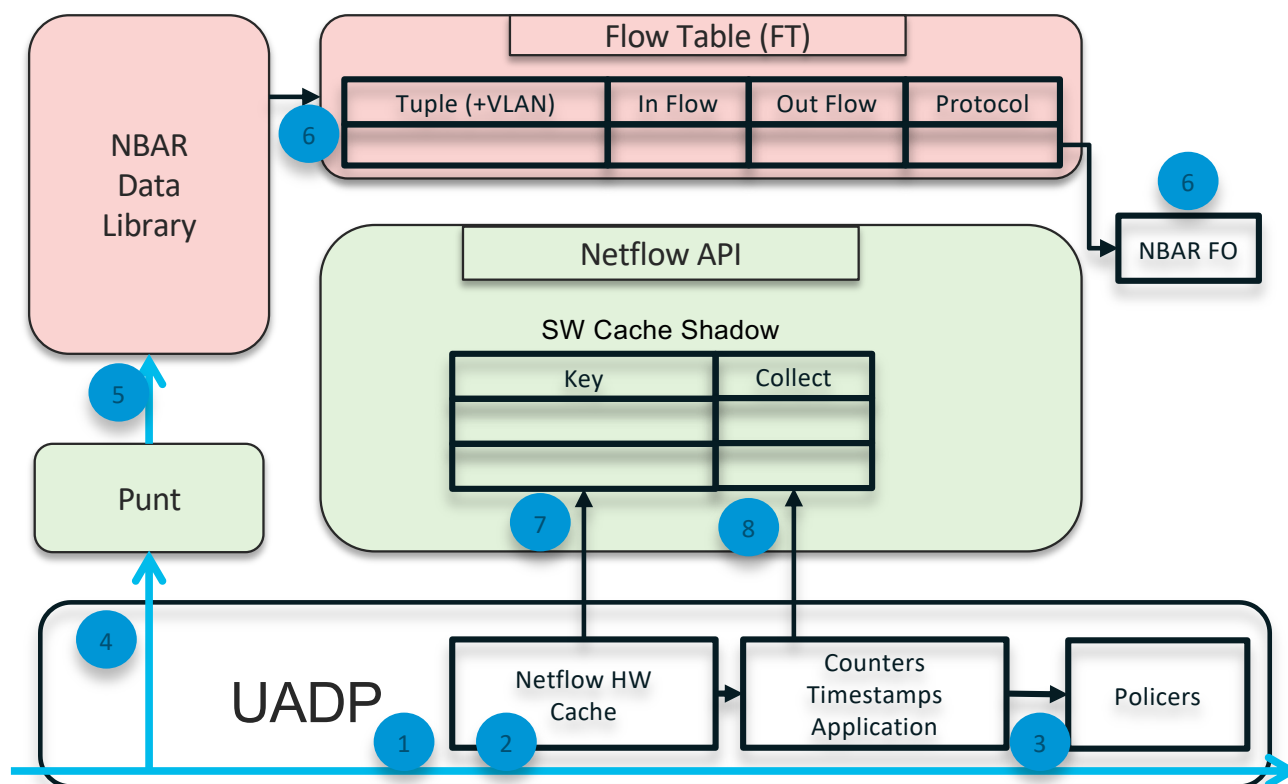 Flow Table (FT)
Tuple (+VLAN)
In Flow
Out Flow
Protocol
NBAR
Data
Library
6
6
NBAR FO
Netflow API
SW Cache Shadow
Key
Collect
5
Punt
7
8
4
UADP
Netflow HW
Cache
Counters
Timestamps
Application
Policers
1
2
3